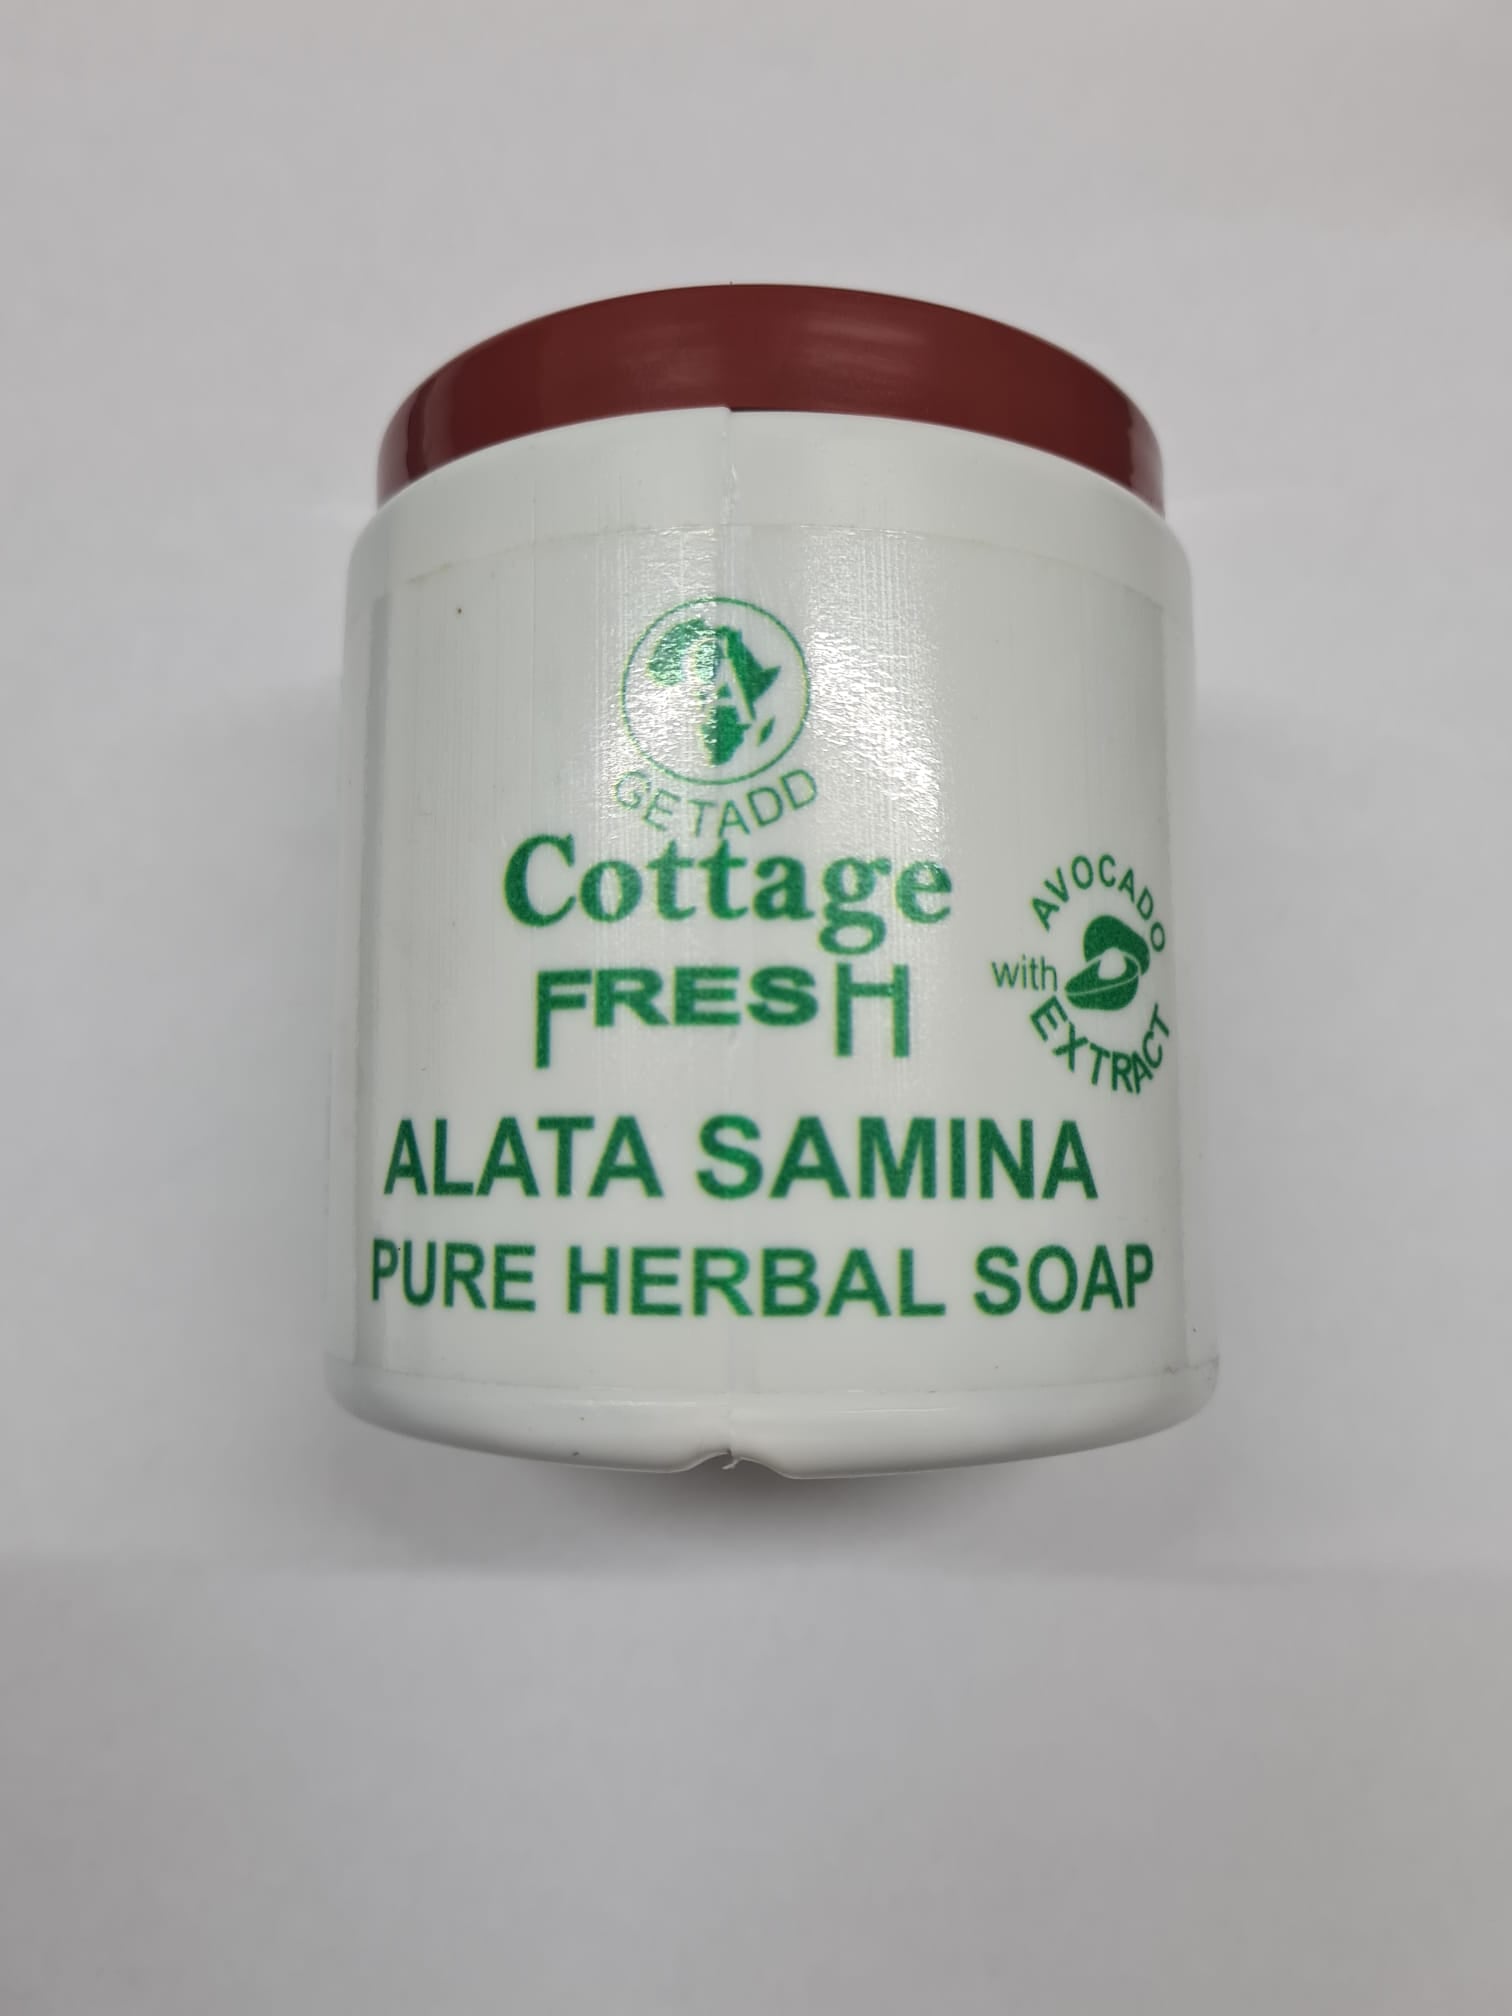 A
GETADD
Cottage
FRESH
AVOCADO
with
EXTRACT
ALATA SAMINA
PURE HERBAL SOAP